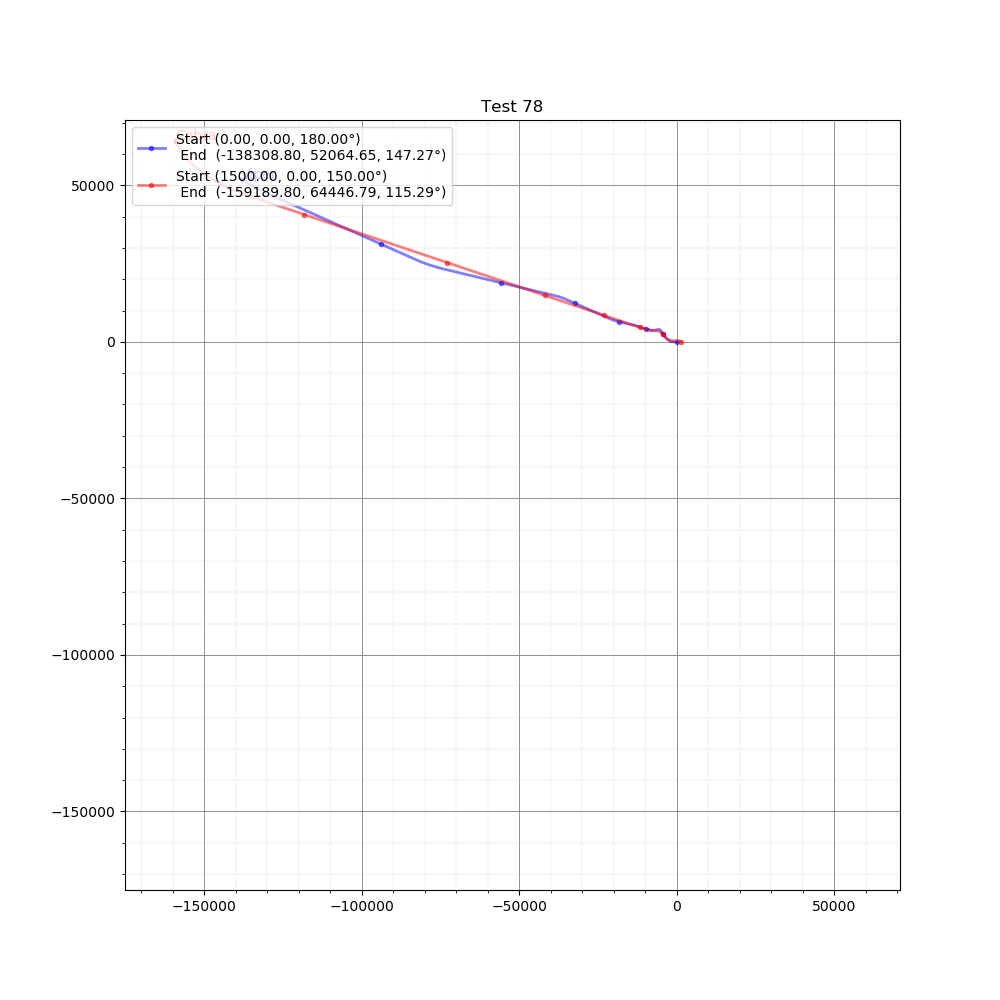 Test 78
Start (0.00, 0.00, 180.00°)
End (-138308.80, 52064.65, 147.27°)
Start (1500.00, 0.00, 150.00°)
End (-159189.80, 64446.79, 115.29°)
50000
0
−50000
−100000
−150000
−150000
−100000
−50000
0
50000